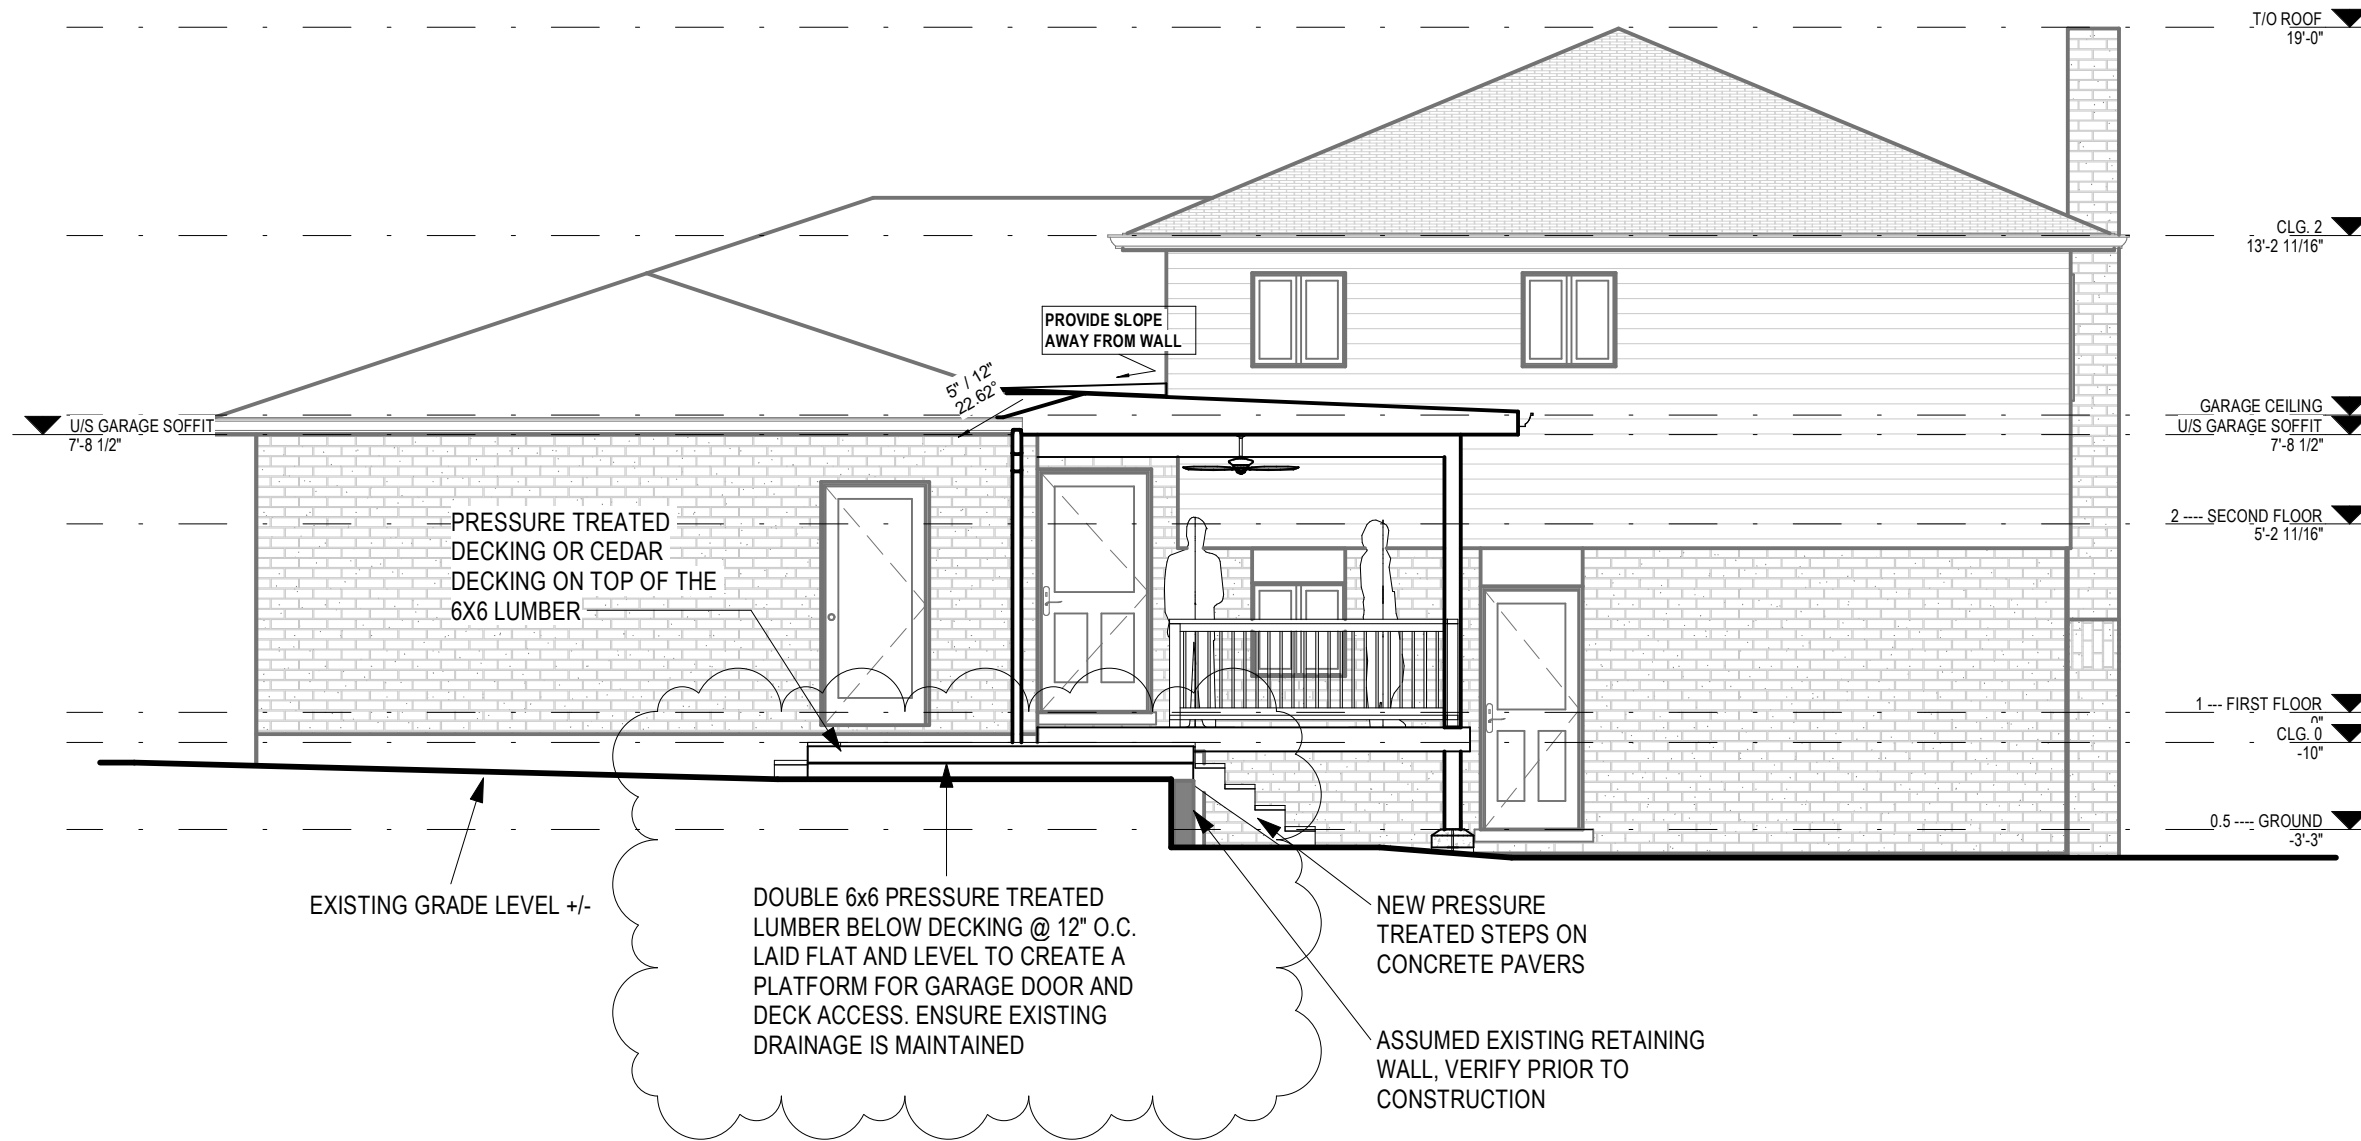 T/O ROOF
19'-0"
CLG. 2
13'-2 11/16"
PROVIDE SLOPE
AWAY FROM WALL
5" / 12"
22.62°
U/S GARAGE SOFFIT
7'-8 1/2"
GARAGE CEILING
U/S GARAGE SOFFIT
7'-8 1/2"
2 ---- SECOND FLOOR
5'-2 11/16"
PRESSURE TREATED
DECKING OR CEDAR
DECKING ON TOP OF THE
6X6 LUMBER
1 --- FIRST FLOOR
0"
CLG. 0
-10"
0.5 ---- GROUND
-3'-3"
EXISTING GRADE LEVEL +/-
DOUBLE 6x6 PRESSURE TREATED
LUMBER BELOW DECKING @ 12" O.C.
LAID FLAT AND LEVEL TO CREATE A
PLATFORM FOR GARAGE DOOR AND
DECK ACCESS. ENSURE EXISTING
DRAINAGE IS MAINTAINED
NEW PRESSURE
TREATED STEPS ON
CONCRETE PAVERS
ASSUMED EXISTING RETAINING
WALL, VERIFY PRIOR TO
CONSTRUCTION